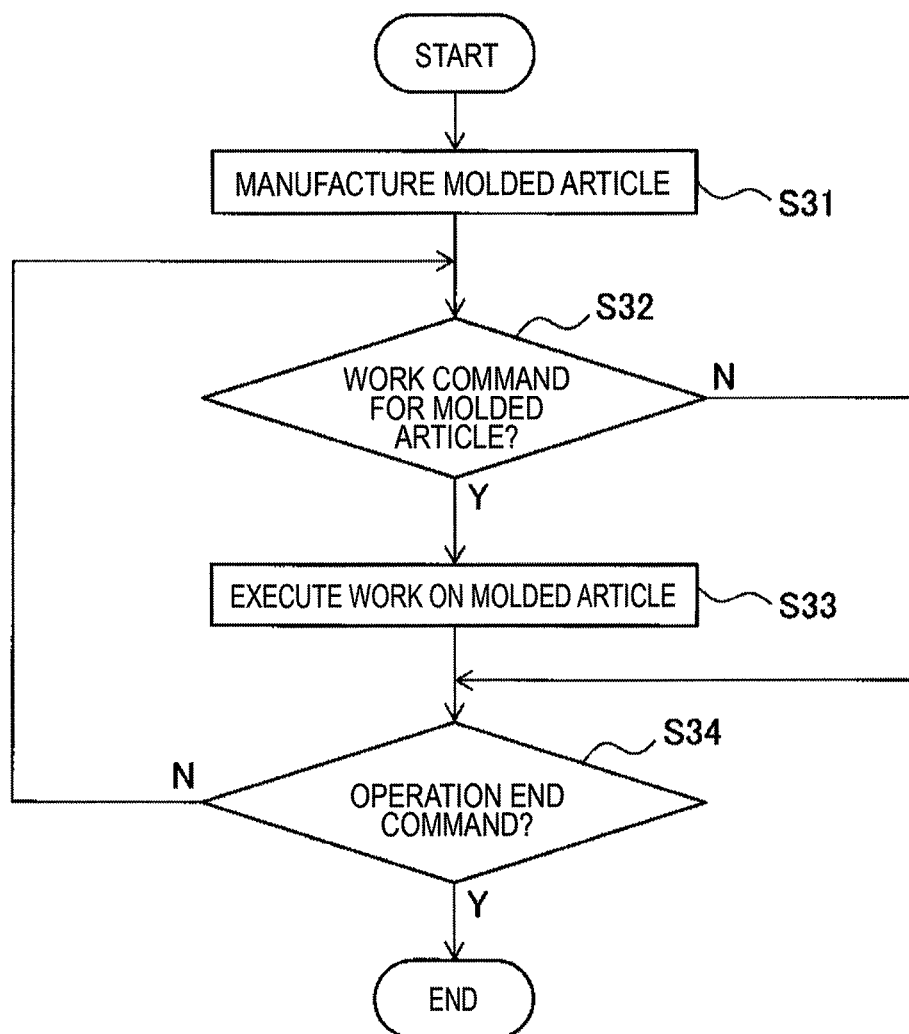 START
MANUFACTURE MOLDED ARTICLE
S31
S32
WORK COMMAND
FOR MOLDED
ARTICLE?
N
Y
EXECUTE WORK ON MOLDED ARTICLE
S33
S34
N
OPERATION END
COMMAND?
Y
END